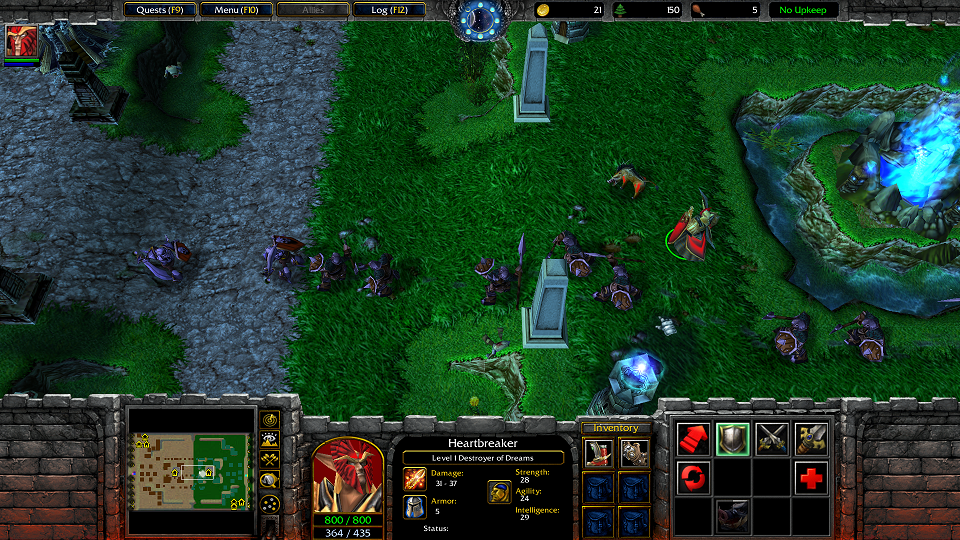 Quests (F9) Menu (F10) Allies Log (F12) 21 150 5 No Upkeep
Heartbreaker
Level 1 Destroyer of Dreams
Damage:
31 - 37
Armor:
5
Status:
Strength:
28
Agility:
24
Intelligence:
29
800 / 800
364 / 435
Inventory